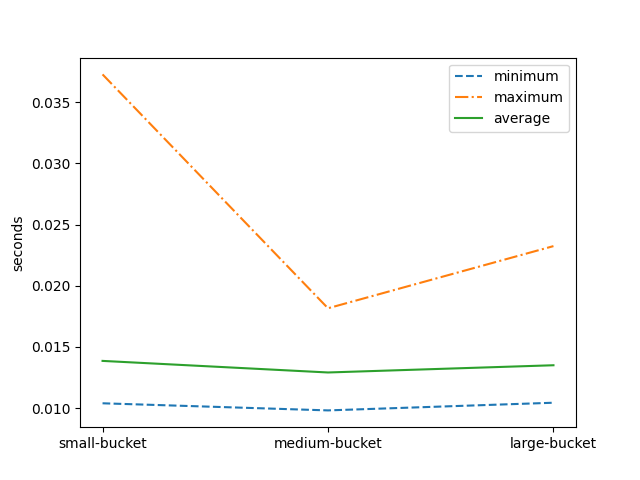 minimum
maximum
average
0.035
0.030
0.025
0.020
0.015
0.010
seconds
small-bucket
medium-bucket
large-bucket